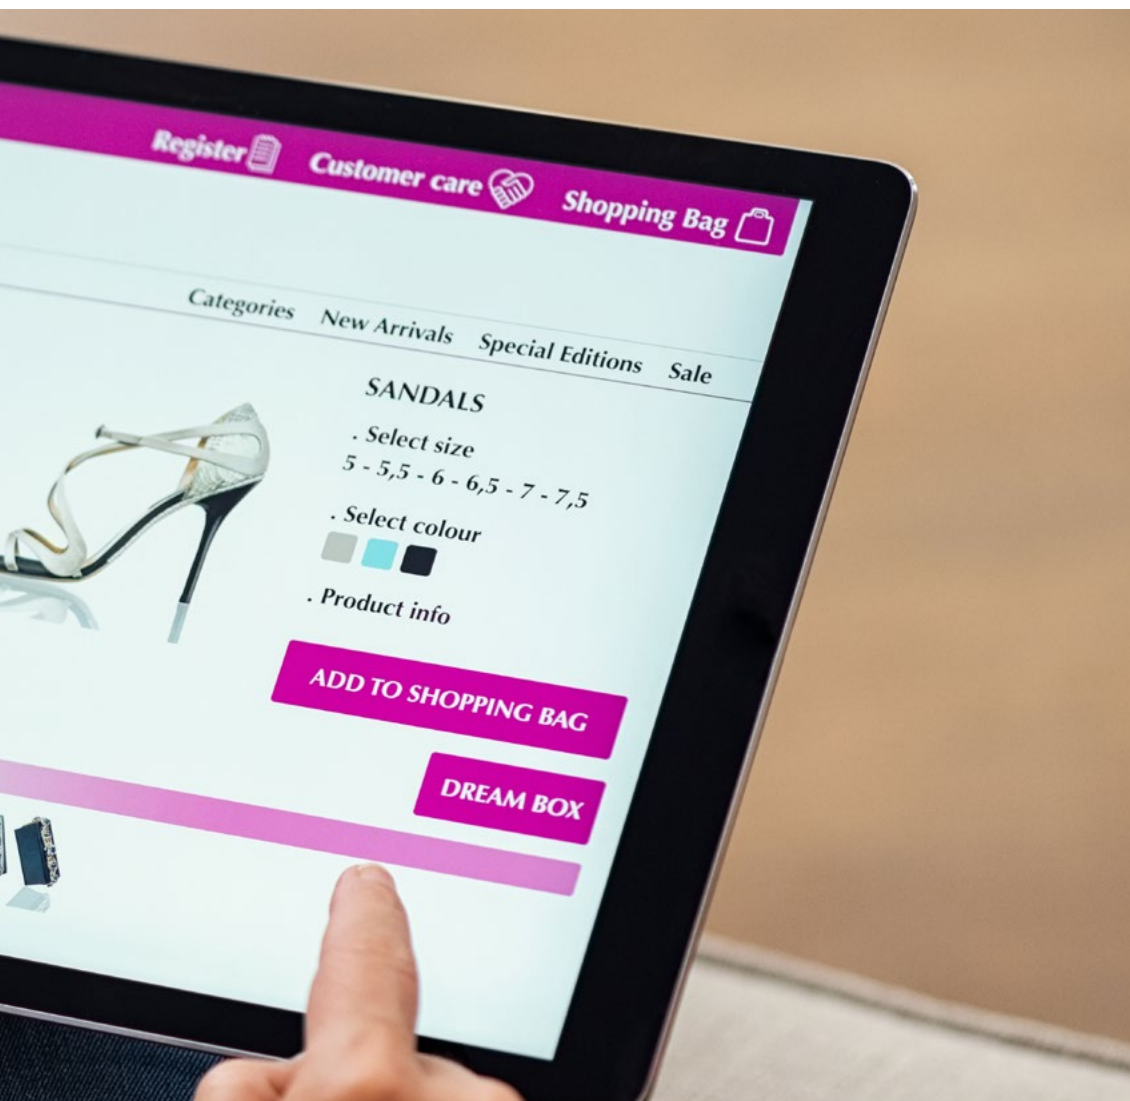 Register Customer care Shopping Bag
Categories New Arrivals Special Editions Sale
SANDALS
. Select size
5 - 5,5 - 6 - 6,5 - 7 - 7,5
. Select colour
. Product info
ADD TO SHOPPING BAG
DREAM BOX